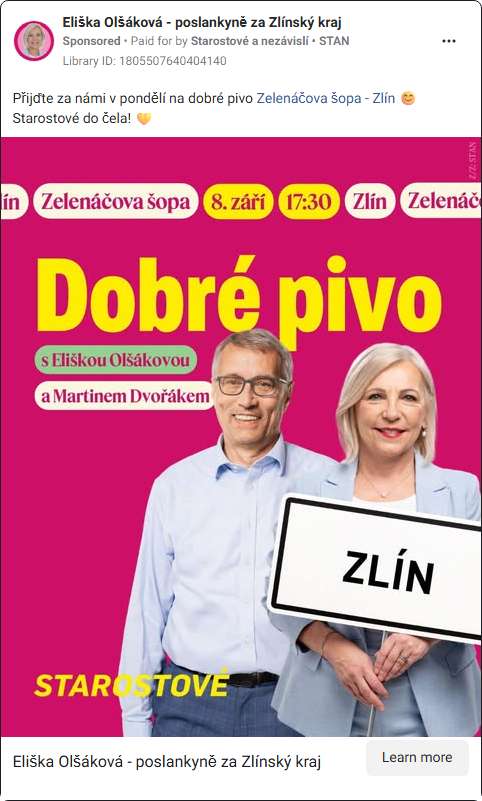 Eliška Olšáková - poslankyně za Zlínský kraj
Sponsored • Paid for by Starostové a nezávislí • STAN
Library ID: 1805507640404140
Přijďte za námi v pondělí na dobré pivo Zelenáčova šopa - Zlín 😊
Starostové do čela! 🧡
Z/Z: STAN
lín Zelenáčova šopa 8. září 17:30 Zlín Zelenáč
Dobré pivo
s Eliškou Olšákovou
a Martinem Dvořákem
ZLÍN
STAROSTOVÉ
Eliška Olšáková - poslankyně za Zlínský kraj
Learn more